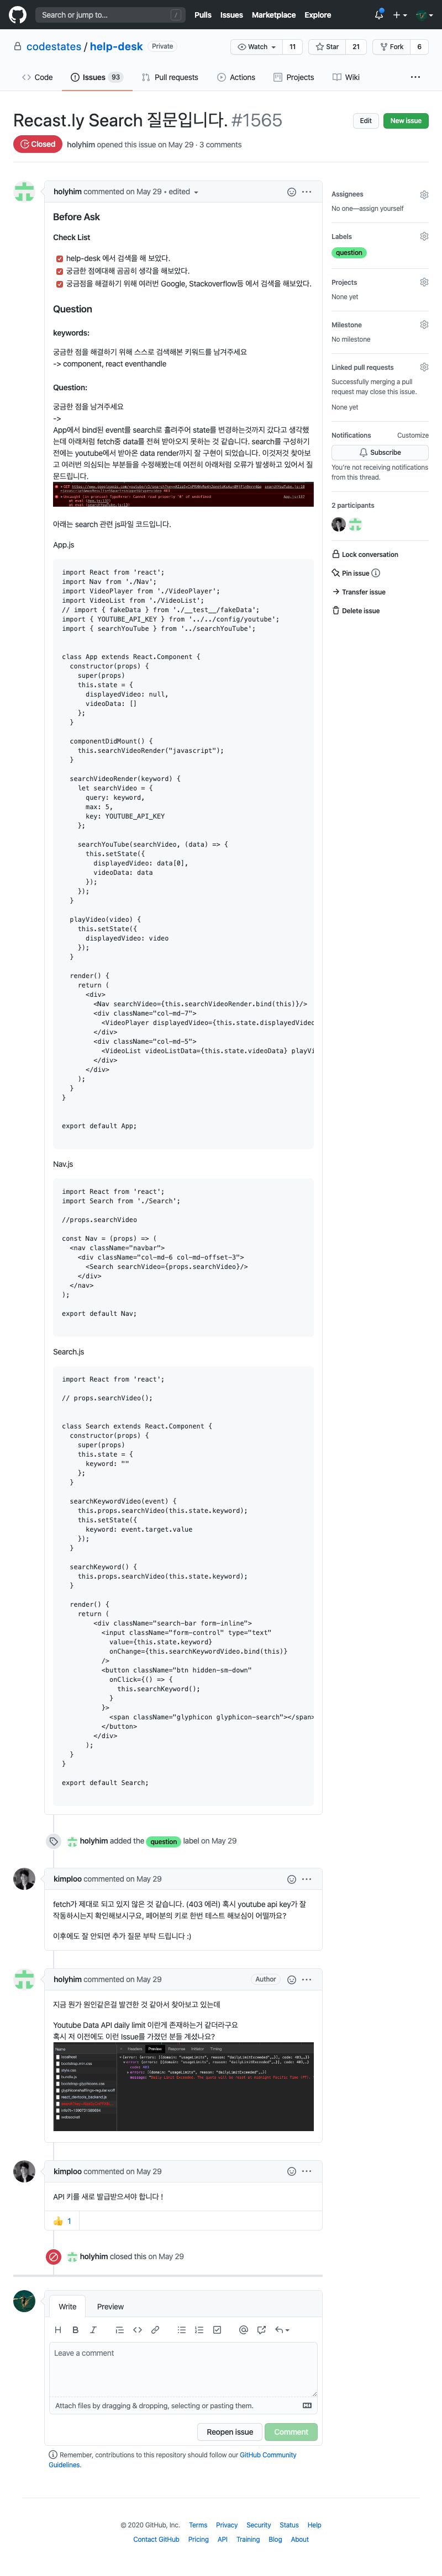 Search or jump to...
/
Pulls Issues Marketplace Explore
codestates / help-desk Private
Watch 11 Star 21 Fork 6
Code Issues 93 Pull requests Actions Projects Wiki
Recast.ly Search 질문입니다. #1565
Edit New issue
Closed holyhim opened this issue on May 29 · 3 comments
holyhim commented on May 29 • edited
Before Ask
Check List
help-desk 에서 검색을 해 보았다.
궁금한 점에대해 곰곰히 생각을 해보았다.
궁금점을 해결하기 위해 여러번 Google, Stackoverflow등 에서 검색을 해보았다.
Question
keywords:
궁금한 점을 해결하기 위해 스스로 검색해본 키워드를 남겨주세요
-> component, react eventhandle
Question:
궁금한 점을 남겨주세요
->
App에서 bind된 event를 search로 흘려주어 state를 변경하는것까지 갔다고 생각했
는데 아래처럼 fetch중 data를 전혀 받아오지 못하는 것 같습니다. search를 구성하기
전에는 youtube에서 받아온 data render까지 잘 구현이 되었습니다. 이것저것 찾아보
고 여러번 의심되는 부분들을 수정해봤는데 여전히 아래처럼 오류가 발생하고 있어서 질
문드립니다.
아래는 search 관련 js파일 코드입니다.
App.js
import React from 'react';
import Nav from './Nav';
import VideoPlayer from './VideoPlayer';
import VideoList from './VideoList';
// import { fakeData } from './__test__/fakeData';
import { YOUTUBE_API_KEY } from '../../config/youtube';
import { searchYouTube } from '../searchYouTube';
class App extends React.Component {
constructor(props) {
super(props)
this.state = {
displayedVideo: null,
videoData: []
};
}
componentDidMount() {
this.searchVideoRender("javascript");
}
searchVideoRender(keyword) {
let searchVideo = {
query: keyword,
max: 5,
key: YOUTUBE_API_KEY
};
searchYouTube(searchVideo, (data) => {
this.setState({
displayedVideo: data[0],
videoData: data
});
});
}
playVideo(video) {
this.setState({
displayedVideo: video
});
}
render() {
return (
<div>
<Nav searchVideo={this.searchVideoRender.bind(this)}/>
<div className="col-md-7">
<VideoPlayer displayedVideo={this.state.displayedVideo
</div>
<div className="col-md-5">
<VideoList videoListData={this.state.videoData} playVi
</div>
</div>
);
}
}
export default App;
Nav.js
import React from 'react';
import Search from './Search';
//props.searchVideo
const Nav = (props) => (
<nav className="navbar">
<div className="col-md-6 col-md-offset-3">
<Search searchVideo={props.searchVideo}/>
</div>
</nav>
);
export default Nav;
Search.js
import React from 'react';
// props.searchVideo();
class Search extends React.Component {
constructor(props) {
super(props)
this.state = {
keyword: ""
};
}
searchKeywordVideo(event) {
this.props.searchVideo(this.state.keyword);
this.setState({
keyword: event.target.value
});
}
searchKeyword() {
this.props.searchVideo(this.state.keyword);
}
render() {
return (
<div className="search-bar form-inline">
<input className="form-control" type="text"
value={this.state.keyword}
onChange={this.searchKeywordVideo.bind(this)}
/>
<button className="btn hidden-sm-down"
onClick={() => {
this.searchKeyword();
}
}>
<span className="glyphicon glyphicon-search"></span>
</button>
</div>
);
}
}
export default Search;
holyhim added the question label on May 29
kimploo commented on May 29
fetch가 제대로 되고 있지 않은 것 같습니다. (403 에러) 혹시 youtube api key가 잘
작동하시는지 확인해보시구요, 페어분의 키로 한번 테스트 해보심이 어떨까요?
이후에도 잘 안되면 추가 질문 부탁 드립니다 :)
holyhim commented on May 29 Author
지금 뭔가 원인같은걸 발견한 것 같아서 찾아보고 있는데
Youtube Data API daily limit 이런게 존재하는거 같더라구요
혹시 저 이전에도 이런 Issue를 가졌던 분들 계셨나요?
kimploo commented on May 29
API 키를 새로 발급받으셔야 합니다 !
1
holyhim closed this on May 29
Write Preview
Leave a comment
Attach files by dragging & dropping, selecting or pasting them.
Reopen issue Comment
Remember, contributions to this repository should follow our GitHub Community
Guidelines.
Assignees
No one—assign yourself
Labels
question
Projects
None yet
Milestone
No milestone
Linked pull requests
Successfully merging a pull
request may close this issue.
None yet
Notifications Customize
Subscribe
You're not receiving notifications
from this thread.
2 participants
Lock conversation
Pin issue
Transfer issue
Delete issue
© 2020 GitHub, Inc. Terms Privacy Security Status Help
Contact GitHub Pricing API Training Blog About